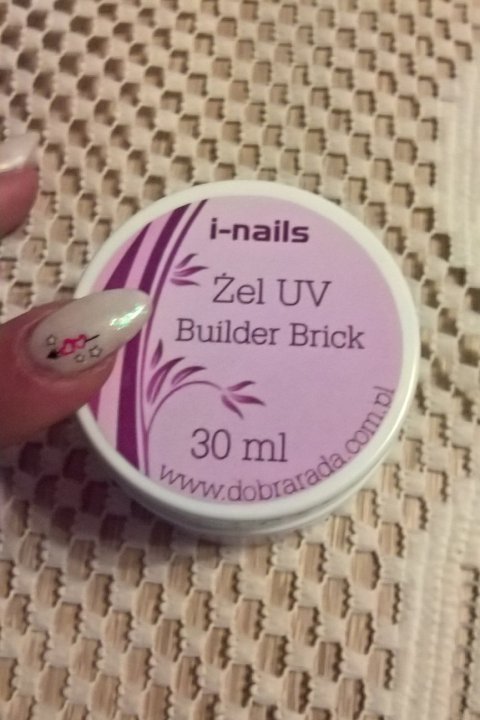 i-nails
Żel UV
Builder Brick
30 ml
www.dobrarada.com.pl